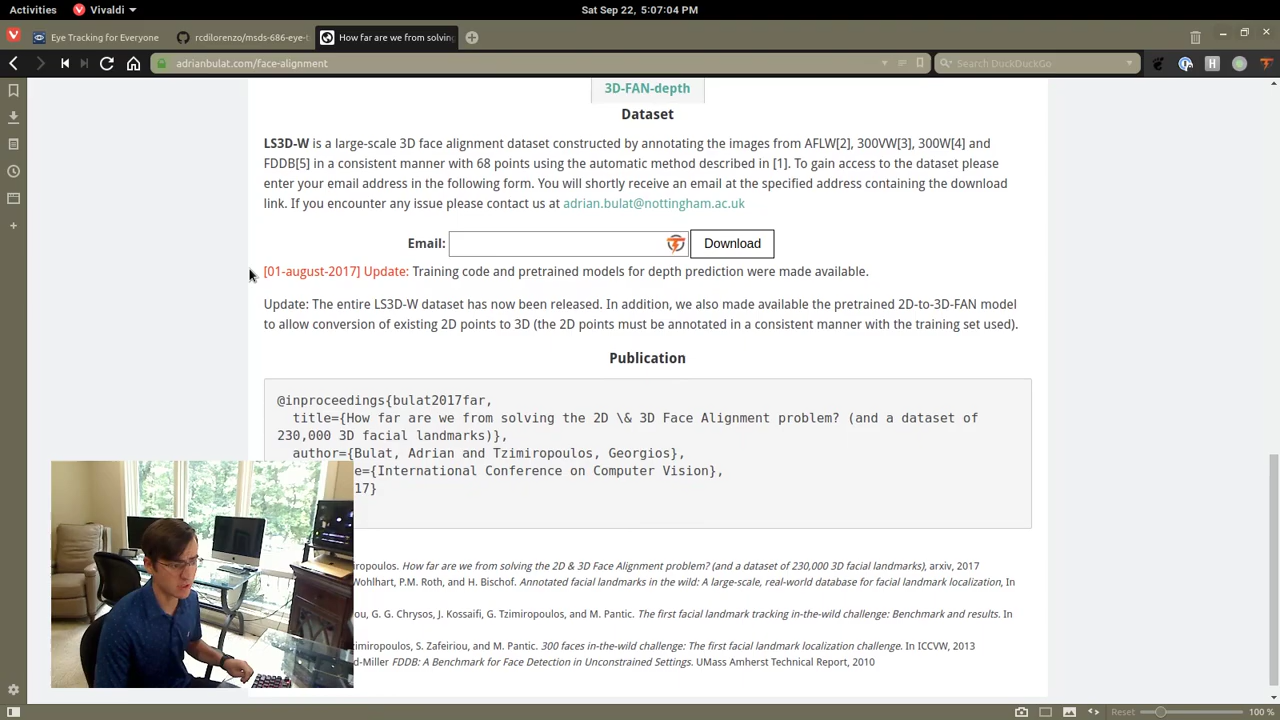 Activities Vivaldi Sat Sep 22, 5:07:04 PM
Eye Tracking for Everyone rcdilorenzo/msds-686-eye-t How far are we from solving
adrianbulat.com/face-alignment Search DuckDuckGo
3D-FAN-depth
Dataset
LS3D-W is a large-scale 3D face alignment dataset constructed by annotating the images from AFLW[2], 300VW[3], 300W[4] and
FDDB[5] in a consistent manner with 68 points using the automatic method described in [1]. To gain access to the dataset please
enter your email address in the following form. You will shortly receive an email at the specified address containing the download
link. If you encounter any issue please contact us at adrian.bulat@nottingham.ac.uk
Email: Download
[01-august-2017] Update: Training code and pretrained models for depth prediction were made available.
Update: The entire LS3D-W dataset has now been released. In addition, we also made available the pretrained 2D-to-3D-FAN model
to allow conversion of existing 2D points to 3D (the 2D points must be annotated in a consistent manner with the training set used).
Publication
@inproceedings{bulat2017far,
title={How far are we from solving the 2D \& 3D Face Alignment problem? (and a dataset of
230,000 3D facial landmarks)},
author={Bulat, Adrian and Tzimiropoulos, Georgios},
e={International Conference on Computer Vision},
17}
iropoulos. How far are we from solving the 2D & 3D Face Alignment problem? (and a dataset of 230,000 3D facial landmarks), arxiv, 2017
Wohlhart, P.M. Roth, and H. Bischof. Annotated facial landmarks in the wild: A large-scale, real-world database for facial landmark localization, In
ou, G. G. Chrysos, J. Kossaifi, G. Tzimiropoulos, and M. Pantic. The first facial landmark tracking in-the-wild challenge: Benchmark and results. In
imiropoulos, S. Zafeiriou, and M. Pantic. 300 faces in-the-wild challenge: The first facial landmark localization challenge. In ICCVW, 2013
d-Miller FDDB: A Benchmark for Face Detection in Unconstrained Settings. UMass Amherst Technical Report, 2010
Reset 100 %